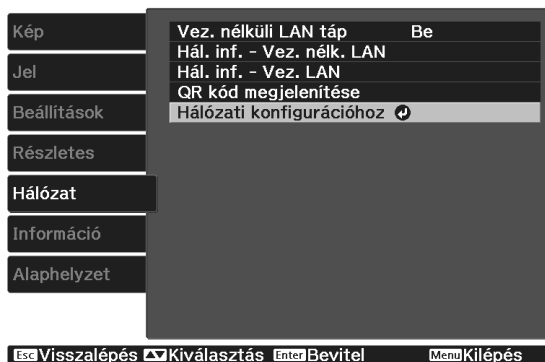 Kép
Jel
Beállítások
Részletes
Hálózat
Információ
Alaphelyzet
Vez. nélküli LAN táp Be
Hál. inf. - Vez. nélk. LAN
Hál. inf. - Vez. LAN
QR kód megjelenítése
Hálózati konfigurációhoz
Esc Visszalépés Kiválasztás Enter Bevitel Menu Kilépés